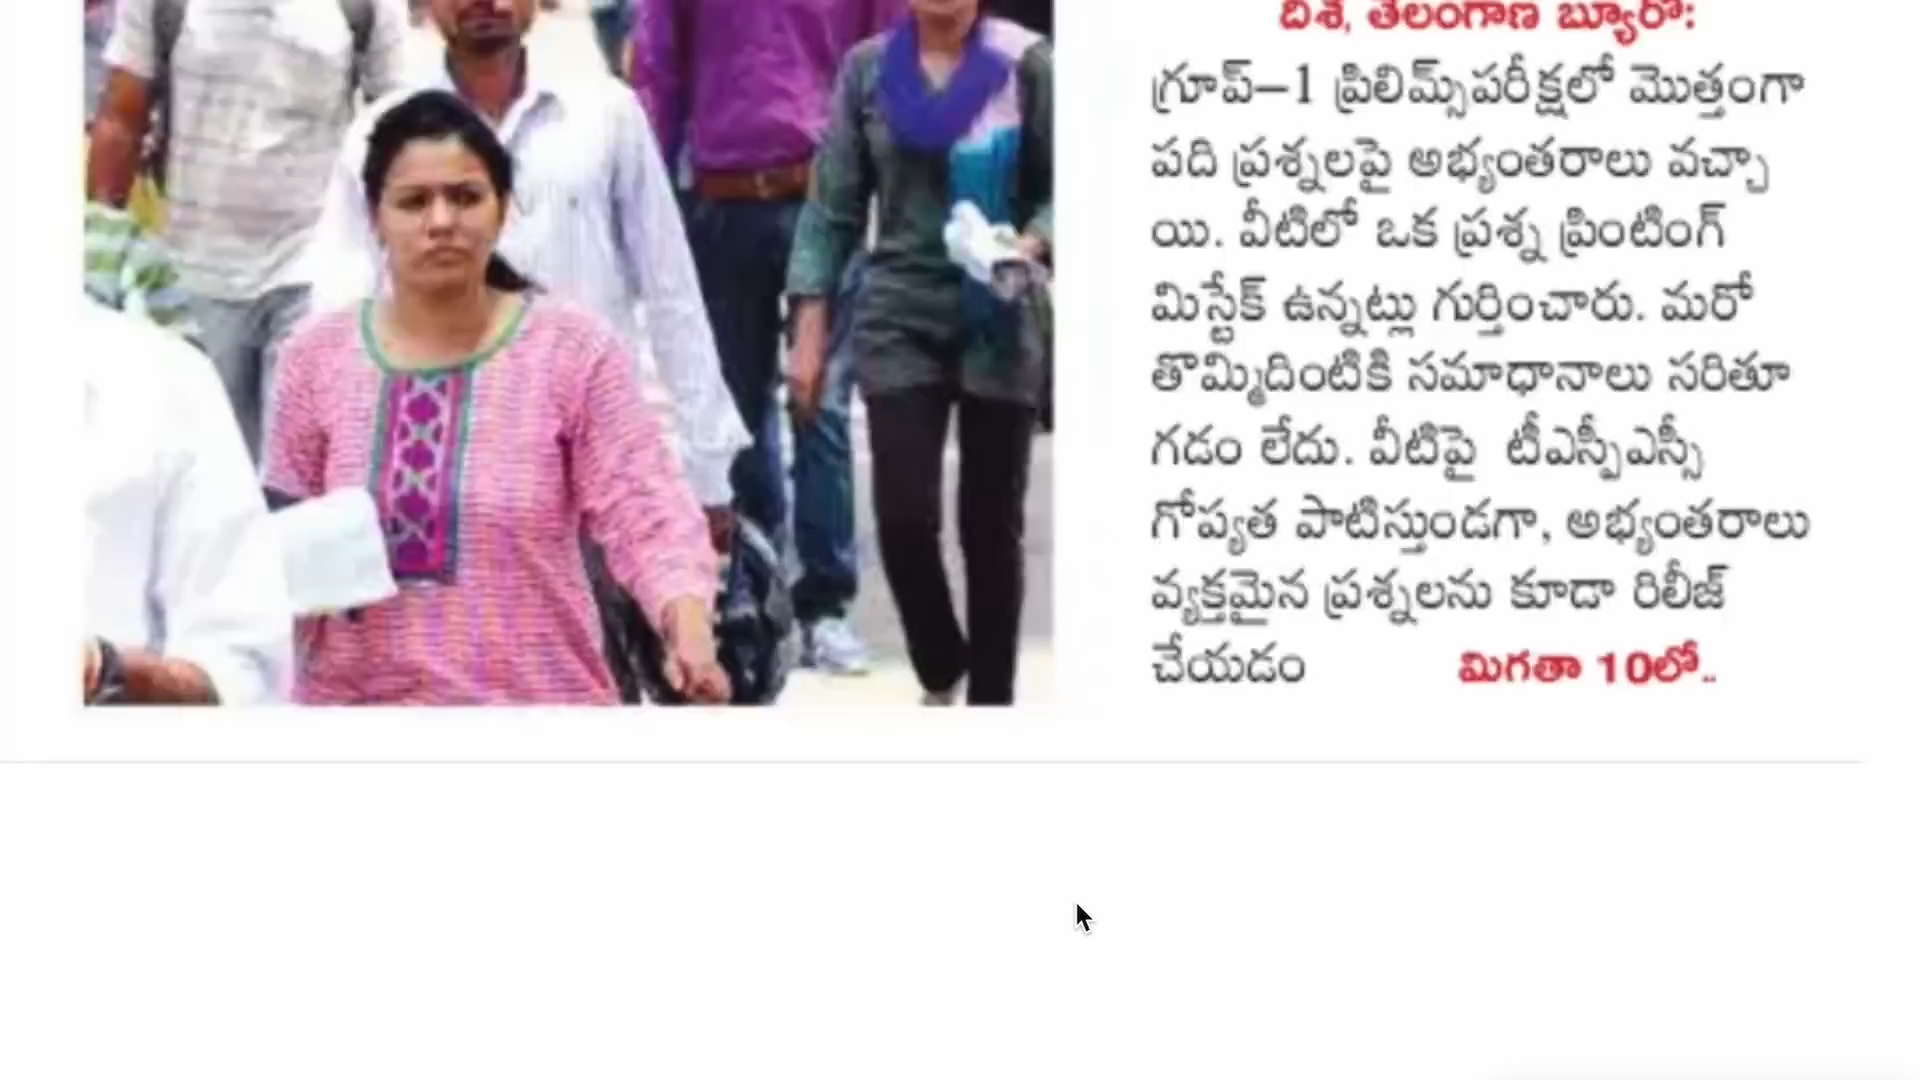 దిశ, తెలంగాణ బ్యూరో:
గ్రూప్–1 ప్రిలిమ్స్‌పరీక్షలో మొత్తంగా
పది ప్రశ్నలపై అభ్యంతరాలు వచ్చా
యి. వీటిలో ఒక ప్రశ్న ప్రింటింగ్
మిస్టేక్ ఉన్నట్లు గుర్తించారు. మరో
తొమ్మిదింటికి సమాధానాలు సరితూ
గడం లేదు. వీటిపై టీఎస్పీఎస్సీ
గోప్యత పాటిస్తుండగా, అభ్యంతరాలు
వ్యక్తమైన ప్రశ్నలను కూడా రిలీజ్
చేయడం మిగతా 10లో..